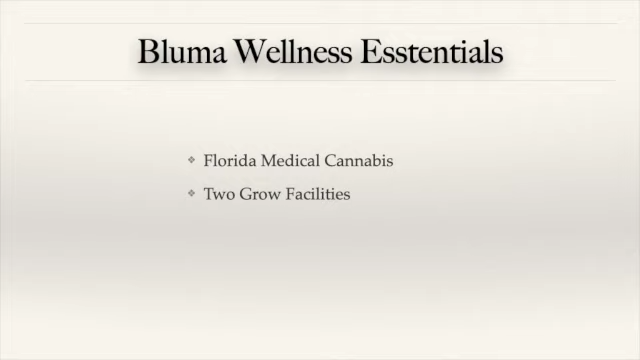 Bluma Wellness Esstentials
Florida Medical Cannabis
Two Grow Facilities